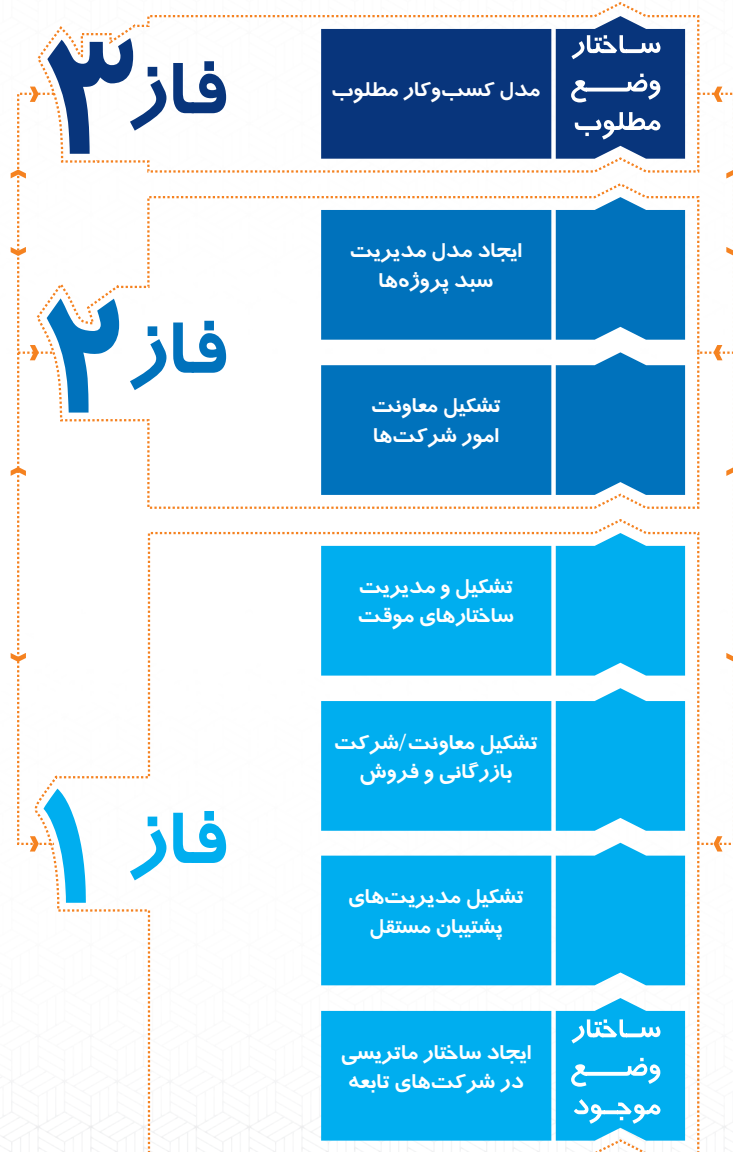 ساختار
وضع
مطلوب
مدل کسب‌وکار مطلوب
فاز ۳
ایجاد مدل مدیریت
سبد پروژه‌ها
تشکیل معاونت
امور شرکت‌ها
فاز ۲
تشکیل و مدیریت
ساختارهای موقت
تشکیل معاونت/شرکت
بازرگانی و فروش
تشکیل مدیریت‌های
پشتیبان مستقل
ساختار
وضع
موجود
ایجاد ساختار ماتریسی
در شرکت‌های تابعه
فاز ۱